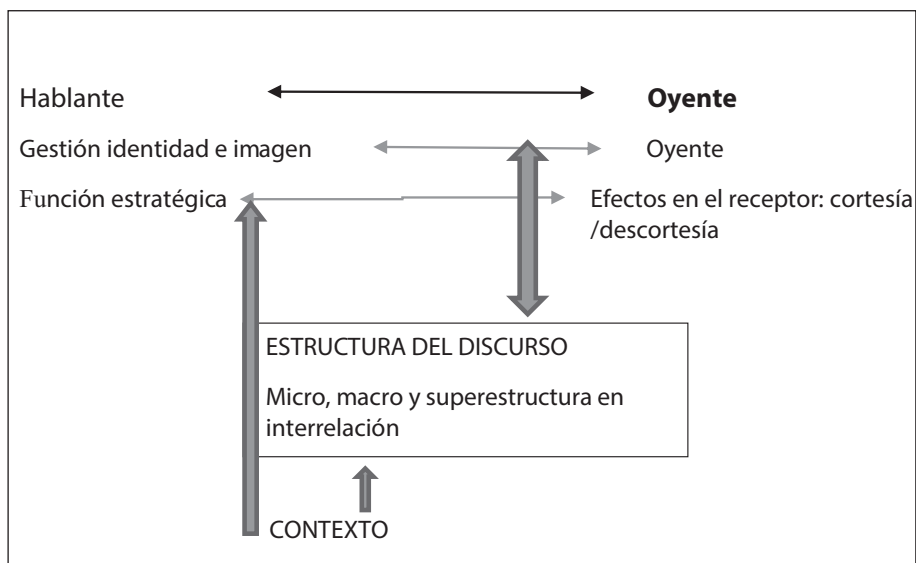 Hablante
Oyente
Gestión identidad e imagen
Oyente
Función estratégica
Efectos en el receptor: cortesía
/descortesía
ESTRUCTURA DEL DISCURSO
Micro, macro y superestructura en
interrelación
CONTEXTO